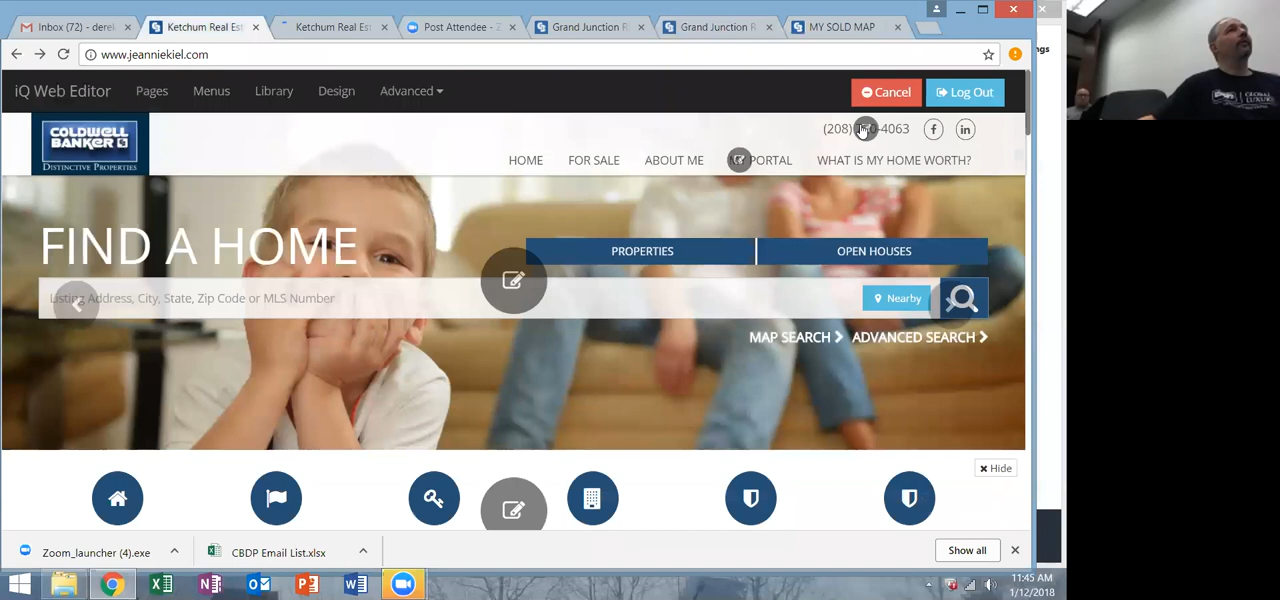 Inbox (72) - derek
Ketchum Real Est
Ketchum Real Est
Post Attendee - Z
Grand Junction R
Grand Junction R
MY SOLD MAP
www.jeanniekiel.com
ngs
iQ Web Editor
Pages
Menus
Library
Design
Advanced
Cancel
Log Out
COLDWELL BANKER
DISTINCTIVE PROPERTIES
(208)
0-4063
HOME
FOR SALE
ABOUT ME
PORTAL
WHAT IS MY HOME WORTH?
FIND A HOME
PROPERTIES
OPEN HOUSES
Listing Address, City, State, Zip Code or MLS Number
Nearby
MAP SEARCH
ADVANCED SEARCH
Hide
Zoom_launcher (4).exe
CBDP Email List.xlsx
Show all
11:45 AM
1/12/2018